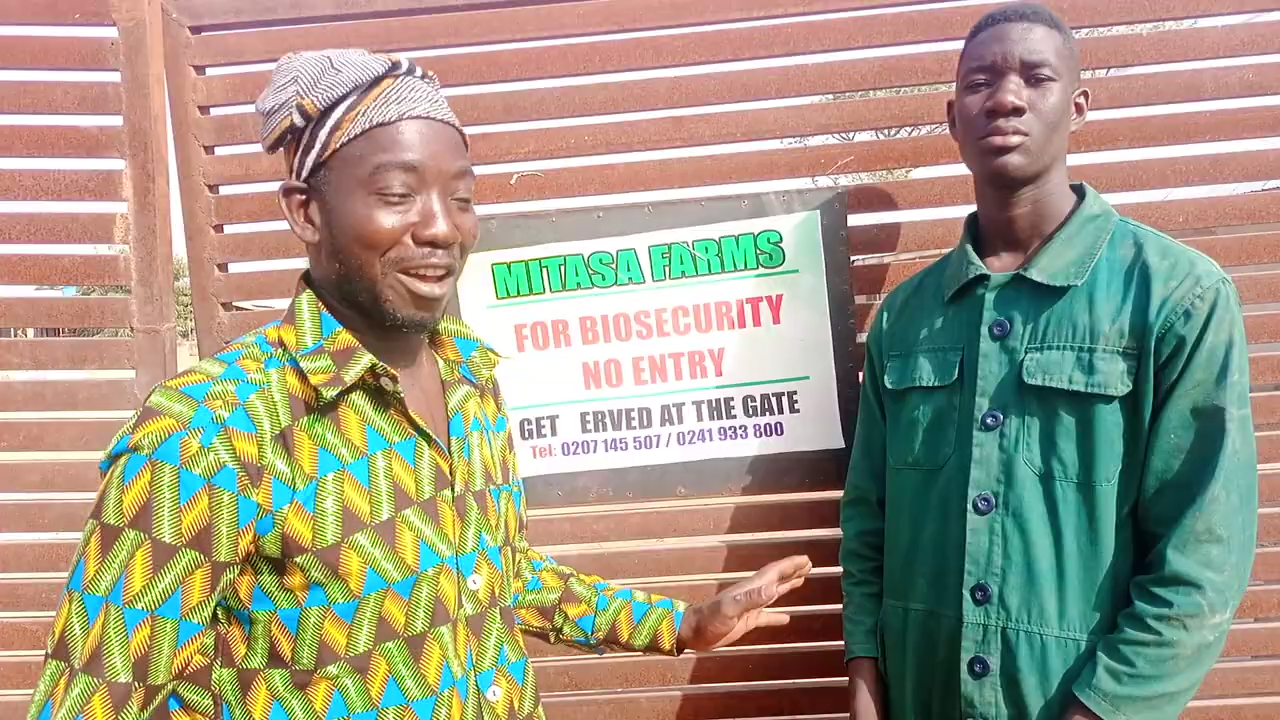 MITASA FARMS
FOR BIOSECURITY
NO ENTRY
GET ERVED AT THE GATE
Tel: 0207 145 507 / 0241 933 800